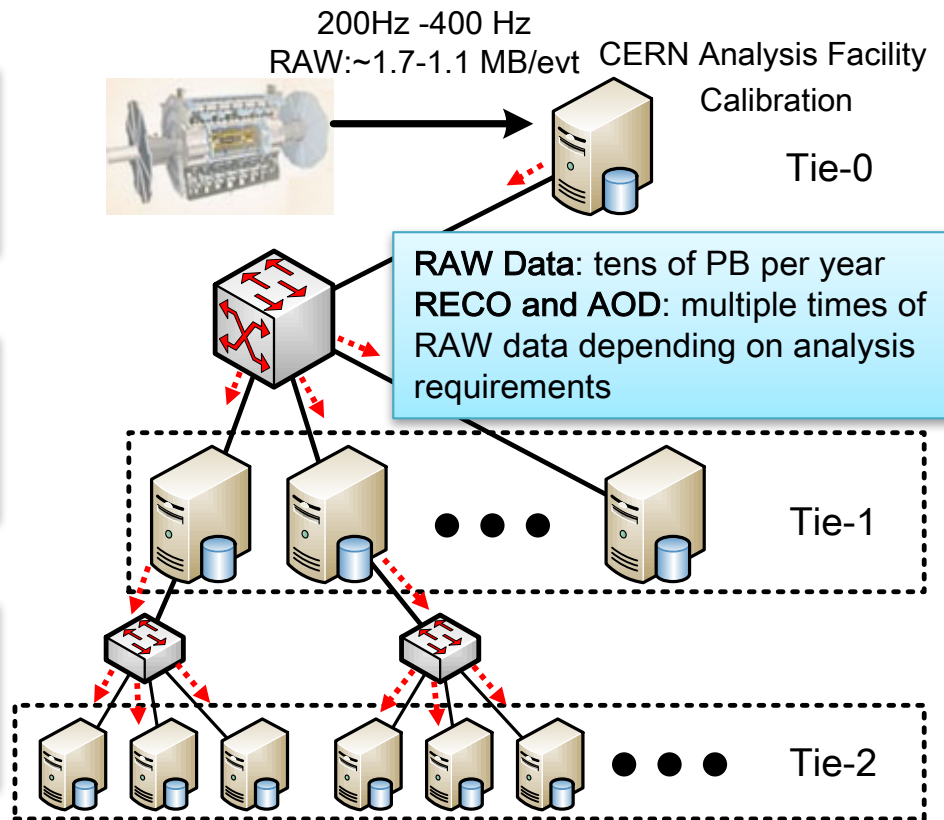 200Hz -400 Hz
RAW:~1.7-1.1 MB/evt
CERN Analysis Facility
Calibration
Tie-0
RAW Data: tens of PB per year
RECO and AOD: multiple times of
RAW data depending on analysis
requirements
Tie-1
Tie-2